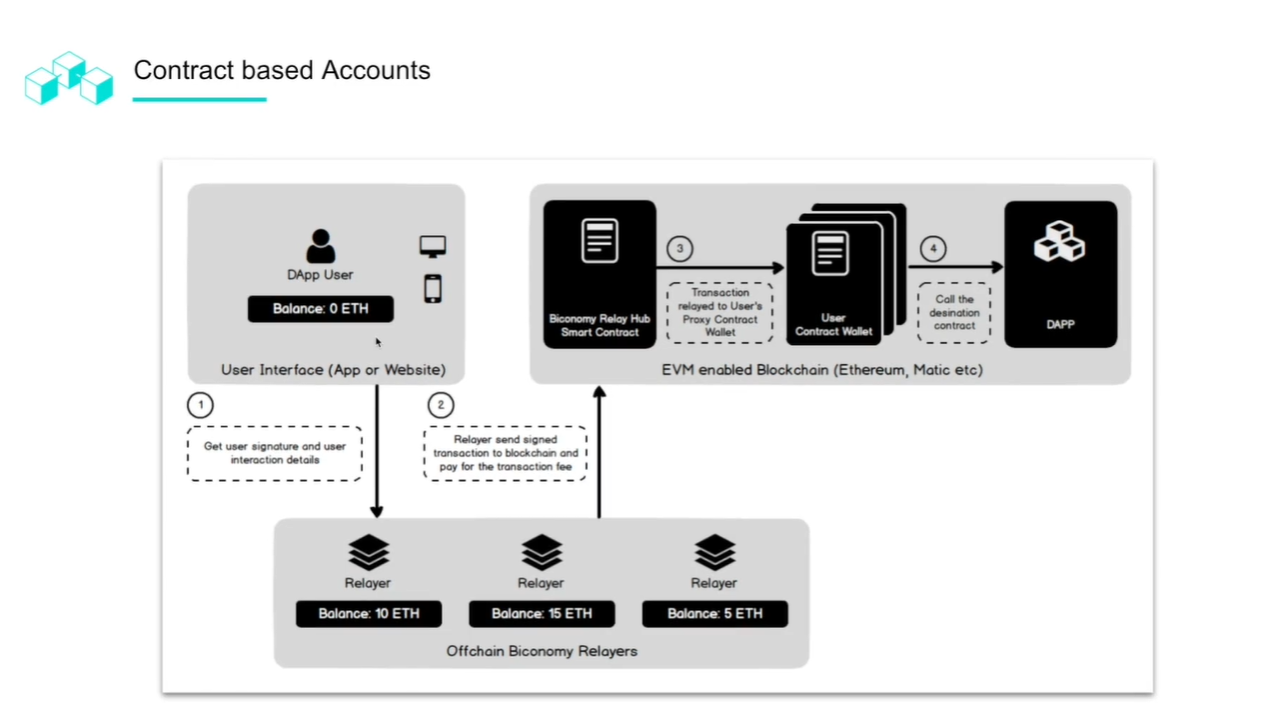 Contract based Accounts
DApp User
Balance: 0 ETH
User Interface (App or Website)
Biconomy Relay Hub
Smart Contract
3
Transaction
relayed to User's
Proxy Contract
Wallet
User
Contract Wallet
4
Call the
desination
contract
DAPP
EVM enabled Blockchain (Ethereum, Matic etc)
1
Get user signature and user
interaction details
2
Relayer send signed
transaction to blockchain and
pay for the transaction fee
Relayer
Balance: 10 ETH
Relayer
Balance: 15 ETH
Relayer
Balance: 5 ETH
Offchain Biconomy Relayers